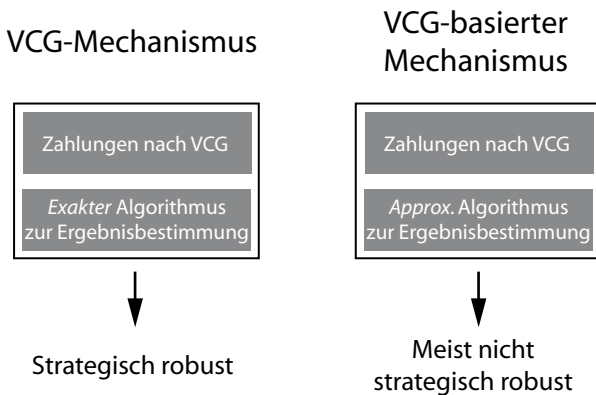 VCG-Mechanismus
Zahlungen nach VCG
Exakter Algorithmus
zur Ergebnisbestimmung
Strategisch robust
VCG-basierter
Mechanismus
Zahlungen nach VCG
Approx. Algorithmus
zur Ergebnisbestimmung
Meist nicht
strategisch robust